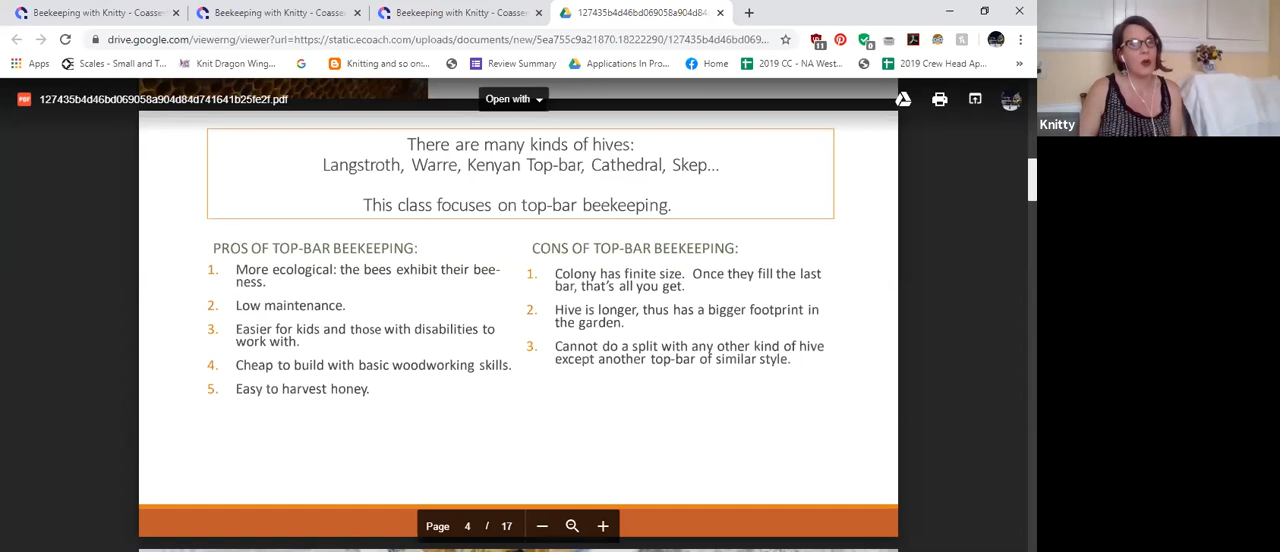 Beekeeping with Knitty - Coasser
Beekeeping with Knitty - Coasser
Beekeeping with Knitty - Coasser
127435b4d46bd069058a904d84
drive.google.com/viewerng/viewer?url=https://static.ecoach.com/uploads/documents/new/5ea755c9a21870.18222290/127435b4d46bd069...
11
0
Apps
Scales - Small and T...
Knit Dragon Wing...
G
Knitting and so on:...
Review Summary
Applications In Pro...
Home
2019 CC - NA West...
2019 Crew Head Ap...
»
PDF
127435b4d46bd069058a904d84d741641b25fe2f.pdf
Open with
Knitty
There are many kinds of hives:
Langstroth, Warre, Kenyan Top-bar, Cathedral, Skep...
This class focuses on top-bar beekeeping.
PROS OF TOP-BAR BEEKEEPING:
1. More ecological: the bees exhibit their bee-
ness.
2. Low maintenance.
3. Easier for kids and those with disabilities to
work with.
4. Cheap to build with basic woodworking skills.
5. Easy to harvest honey.
CONS OF TOP-BAR BEEKEEPING:
1. Colony has finite size. Once they fill the last
bar, that's all you get.
2. Hive is longer, thus has a bigger footprint in
the garden.
3. Cannot do a split with any other kind of hive
except another top-bar of similar style.
Page 4 / 17